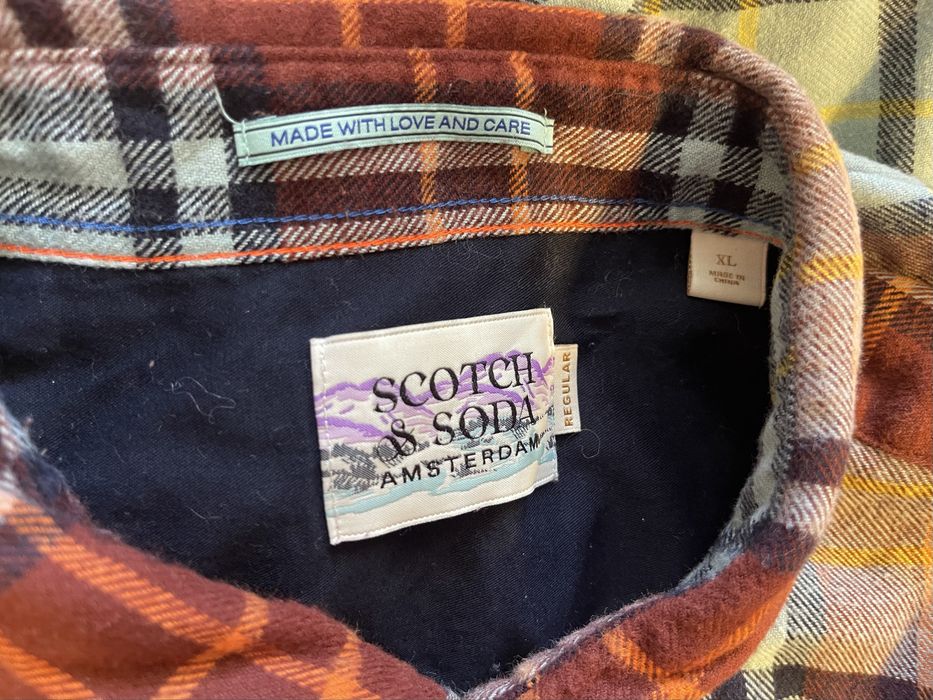 MADE WITH LOVE AND CARE
XL
MADE IN
CHINA
SCOTCH
& SODA
AMSTERDAM
REGULAR